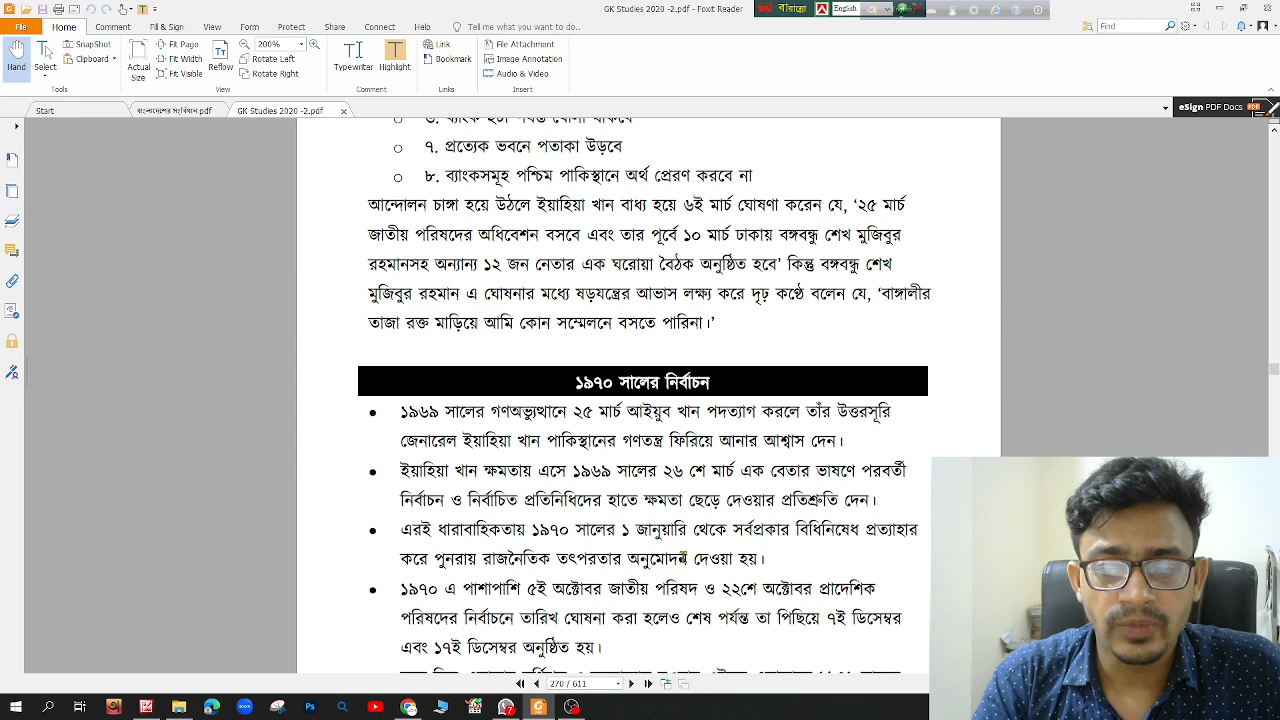 GK Studies 2020 -2.pdf - Foxt Reader
বাংলায়
English
File
Home
Comment
Fill & Sign
View
Form
Protect
Share
Connect
Help
Tell me what you want to do...
Find
Hand
Select
SnapShot
Clipboard
Actual Size
Fit Page
Fit Width
Fit Visible
Reflow
200%
Rotate Left
Rotate Right
Typewriter
Highlight
Link
Bookmark
File Attachment
Image Annotation
Audio & Video
Tools
View
Comment
Links
Insert
Start
বাংলাদেশের সংবিধান.pdf
GK Studies 2020 -2.pdf
eSign PDF Docs
৭. প্রত্যেক ভবনে পতাকা উড়বে
৮. ব্যাংকসমূহ পশ্চিম পাকিস্থানে অর্থ প্রেরণ করবে না
আন্দোলন চাঙ্গা হয়ে উঠলে ইয়াহিয়া খান বাধ্য হয়ে ৬ই মার্চ ঘোষণা করেন যে, ‘২৫ মার্চ
জাতীয় পরিষদের অধিবেশন বসবে এবং তার পূর্বে ১০ মার্চ ঢাকায় বঙ্গবন্ধু শেখ মুজিবুর
রহমানসহ অন্যান্য ১২ জন নেতার এক ঘরোয়া বৈঠক অনুষ্ঠিত হবে’ কিন্তু বঙ্গবন্ধু শেখ
মুজিবুর রহমান এ ঘোষনার মধ্যে ষড়যন্ত্রের আভাস লক্ষ্য করে দৃঢ় কণ্ঠে বলেন যে, ‘বাঙ্গালীর
তাজা রক্ত মাড়িয়ে আমি কোন সম্মেলনে বসতে পারিনা।’
১৯৭০ সালের নির্বাচন
• ১৯৬৯ সালের গণঅভ্যুত্থানে ২৫ মার্চ আইয়ুব খান পদত্যাগ করলে তাঁর উত্তরসূরি
জেনারেল ইয়াহিয়া খান পাকিস্থানের গণতন্ত্র ফিরিয়ে আনার আশ্বাস দেন।
• ইয়াহিয়া খান ক্ষমতায় এসে ১৯৬৯ সালের ২৬ শে মার্চ এক বেতার ভাষণে পরবর্তী
নির্বাচন ও নির্বাচিত প্রতিনিধিদের হাতে ক্ষমতা ছেড়ে দেওয়ার প্রতিশ্রুতি দেন।
• এরই ধারাবাহিকতায় ১৯৭০ সালের ১ জানুয়ারি থেকে সর্বপ্রকার বিধিনিষেধ প্রত্যাহার
করে পুনরায় রাজনৈতিক তৎপরতার অনুমোদন দেওয়া হয়।
• ১৯৭০ এ পাশাপাশি ৫ই অক্টোবর জাতীয় পরিষদ ও ২২শে অক্টোবর প্রাদেশিক
পরিষদের নির্বাচনে তারিখ ঘোষনা করা হলেও শেষ পর্যন্ত তা পিছিয়ে ৭ই ডিসেম্বর
এবং ১৭ই ডিসেম্বর অনুষ্ঠিত হয়।
270 / 611